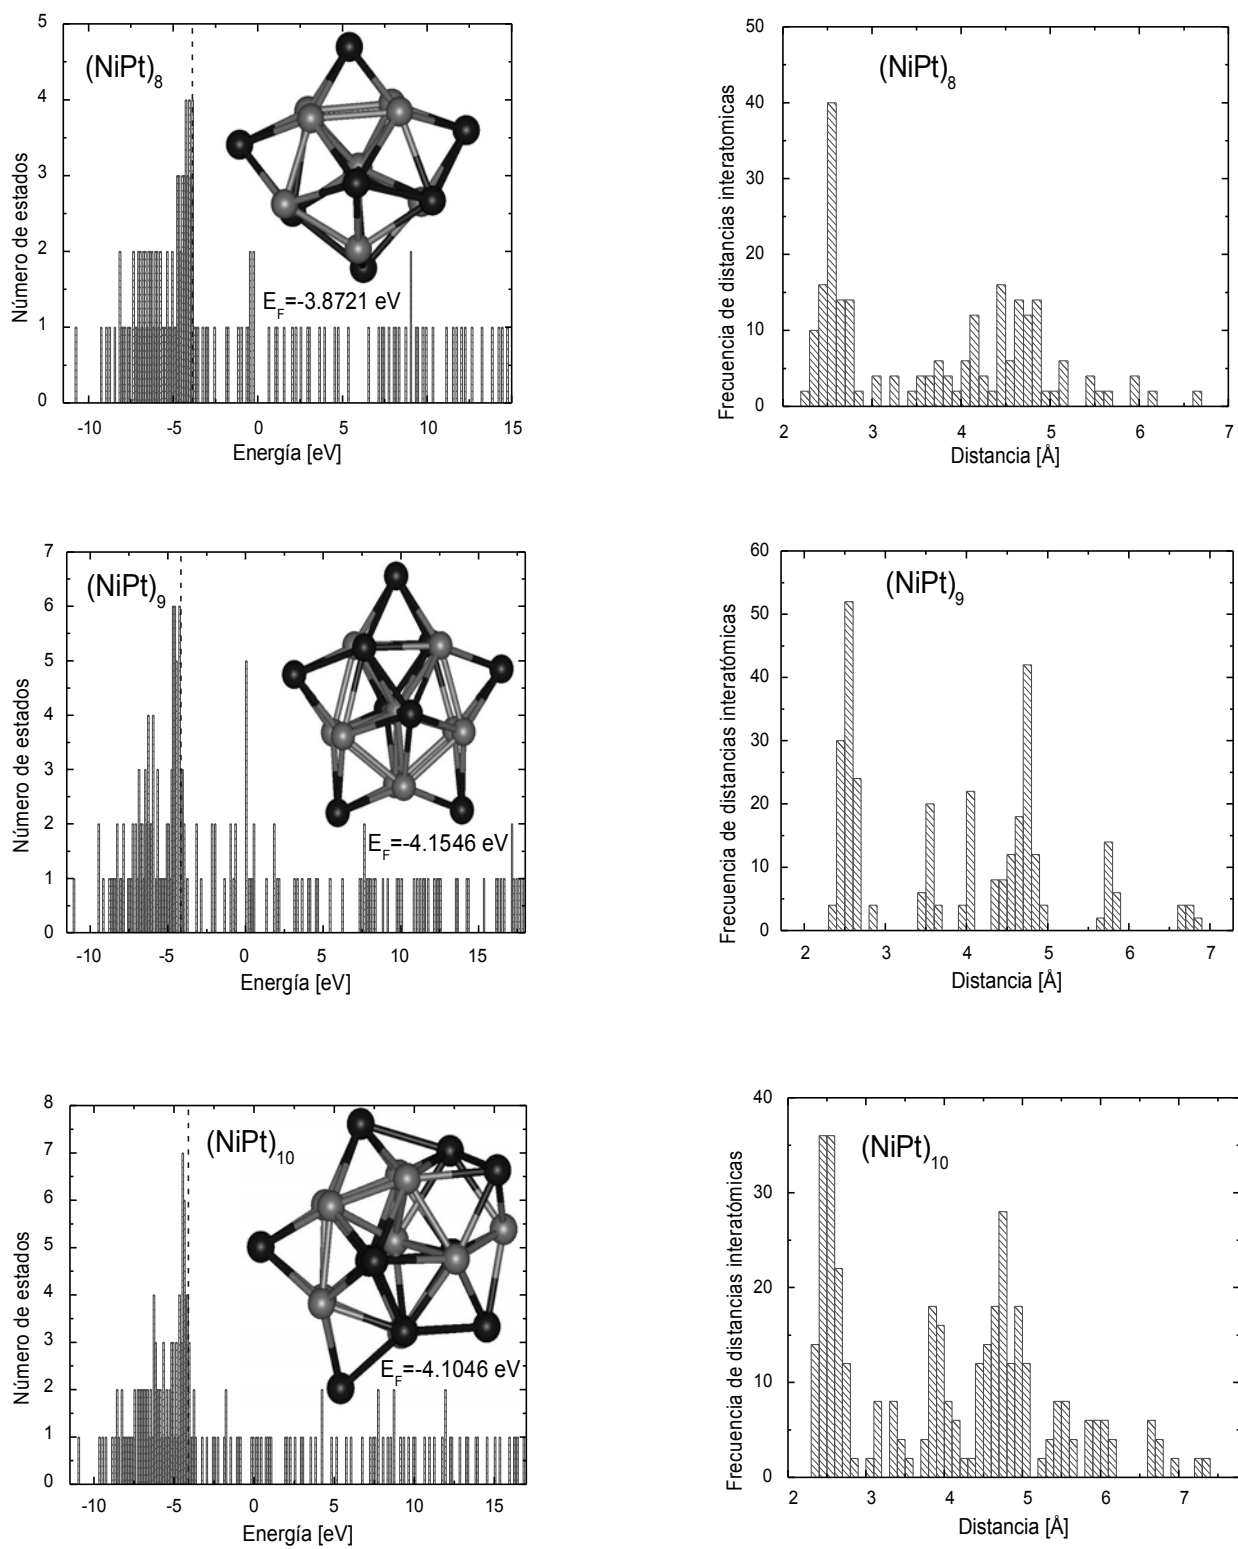 5
4
3
2
1
0
Número de estados
(NiPt)8
EF=-3.8721 eV
-10 -5 0 5 10 15
Energía [eV]
50
40
30
20
10
0
Frecuencia de distancias interatomicas
(NiPt)8
2 3 4 5 6 7
Distancia [Å]
7
6
5
4
3
2
1
0
Número de estados
(NiPt)9
EF=-4.1546 eV
-10 -5 0 5 10 15
Energía [eV]
60
50
40
30
20
10
0
Frecuencia de distancias interatómicas
(NiPt)9
2 3 4 5 6 7
Distancia [Å]
8
7
6
5
4
3
2
1
0
Número de estados
(NiPt)10
EF=-4.1046 eV
-10 -5 0 5 10 15
Energía [eV]
40
30
20
10
0
Frecuencia de distancias interatómicas
(NiPt)10
2 3 4 5 6 7
Distancia [Å]